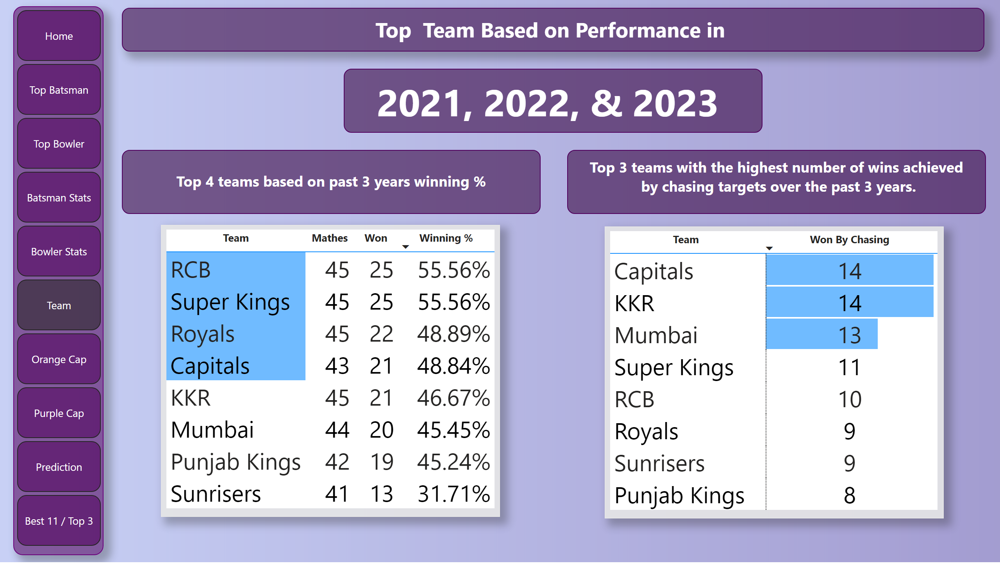 Home
Top Batsman
Top Bowler
Batsman Stats
Bowler Stats
Team
Orange Cap
Purple Cap
Prediction
Best 11 / Top 3
Top  Team Based on Performance in
2021, 2022, & 2023
Top 4 teams based on past 3 years winning %
Team Mathes Won Winning %
RCB 45 25 55.56%
Super Kings 45 25 55.56%
Royals 45 22 48.89%
Capitals 43 21 48.84%
KKR 45 21 46.67%
Mumbai 44 20 45.45%
Punjab Kings 42 19 45.24%
Sunrisers 41 13 31.71%
Top 3 teams with the highest number of wins achieved
by chasing targets over the past 3 years.
Team Won By Chasing
Capitals 14
KKR 14
Mumbai 13
Super Kings 11
RCB 10
Royals 9
Sunrisers 9
Punjab Kings 8